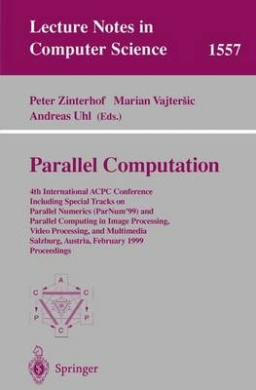 Lecture Notes in
Computer Science 1557
Peter Zinterhof Marian Vajteršic
Andreas Uhl (Eds.)
Parallel Computation
4th International ACPC Conference
Including Special Tracks on
Parallel Numerics (ParNum'99) and
Parallel Computing in Image Processing,
Video Processing, and Multimedia
Salzburg, Austria, February 1999
Proceedings
A
C C
P P
A
Springer